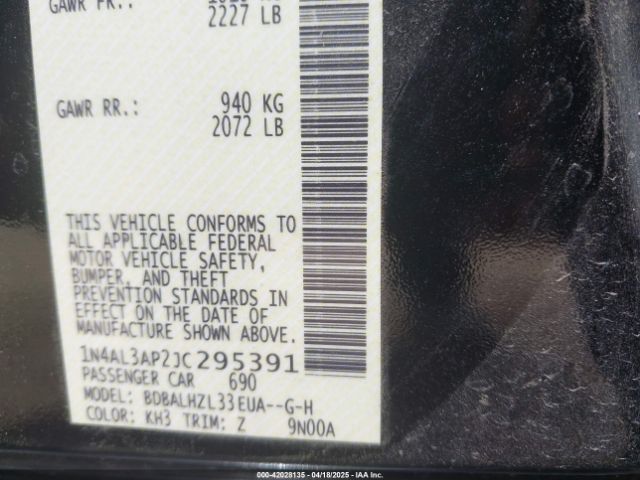 GAWR FR.:
2227 LB
GAWR RR.: 940 KG
2072 LB
THIS VEHICLE CONFORMS TO
ALL APPLICABLE FEDERAL
MOTOR VEHICLE SAFETY,
BUMPER, AND THEFT
PREVENTION STANDARDS IN
EFFECT ON THE DATE OF
MANUFACTURE SHOWN ABOVE.
1N4AL3AP2JC295391
PASSENGER CAR 690
MODEL: BDBALHZL33EUA--G-H
COLOR: KH3 TRIM: Z 9N00A
000-42028135 - 04/18/2025 - IAA Inc.